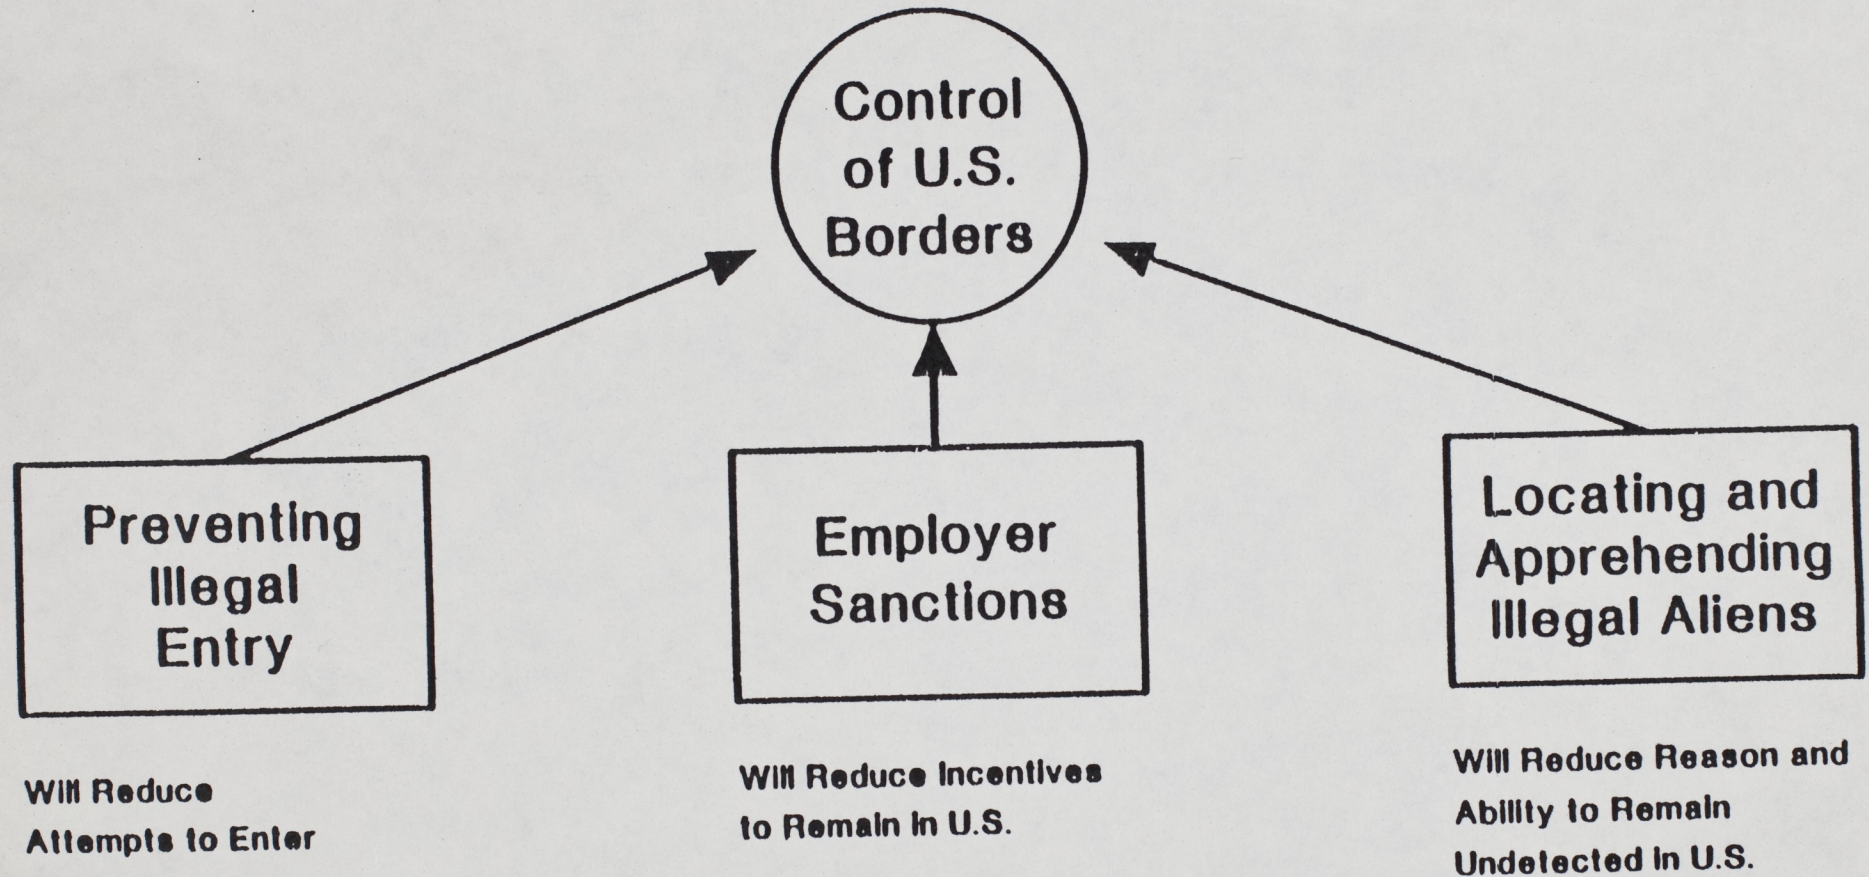 Control
of U.S.
Borders
Preventing
Illegal
Entry
Employer
Sanctions
Locating and
Apprehending
Illegal Aliens
Will Reduce
Attempts to Enter
Will Reduce Incentives
to Remain in U.S.
Will Reduce Reason and
Ability to Remain
Undetected in U.S.